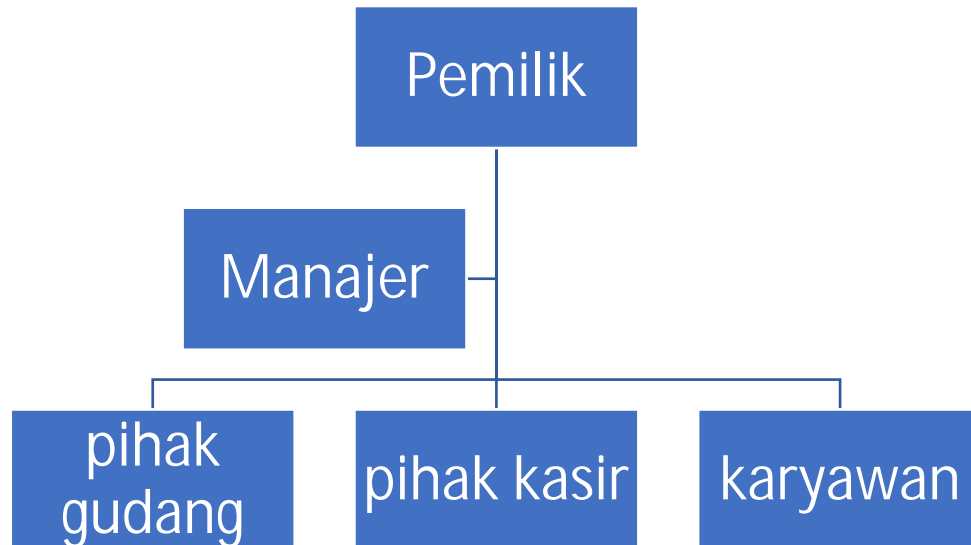 Pemilik
Manajer
pihak
gudang
pihak kasir
karyawan